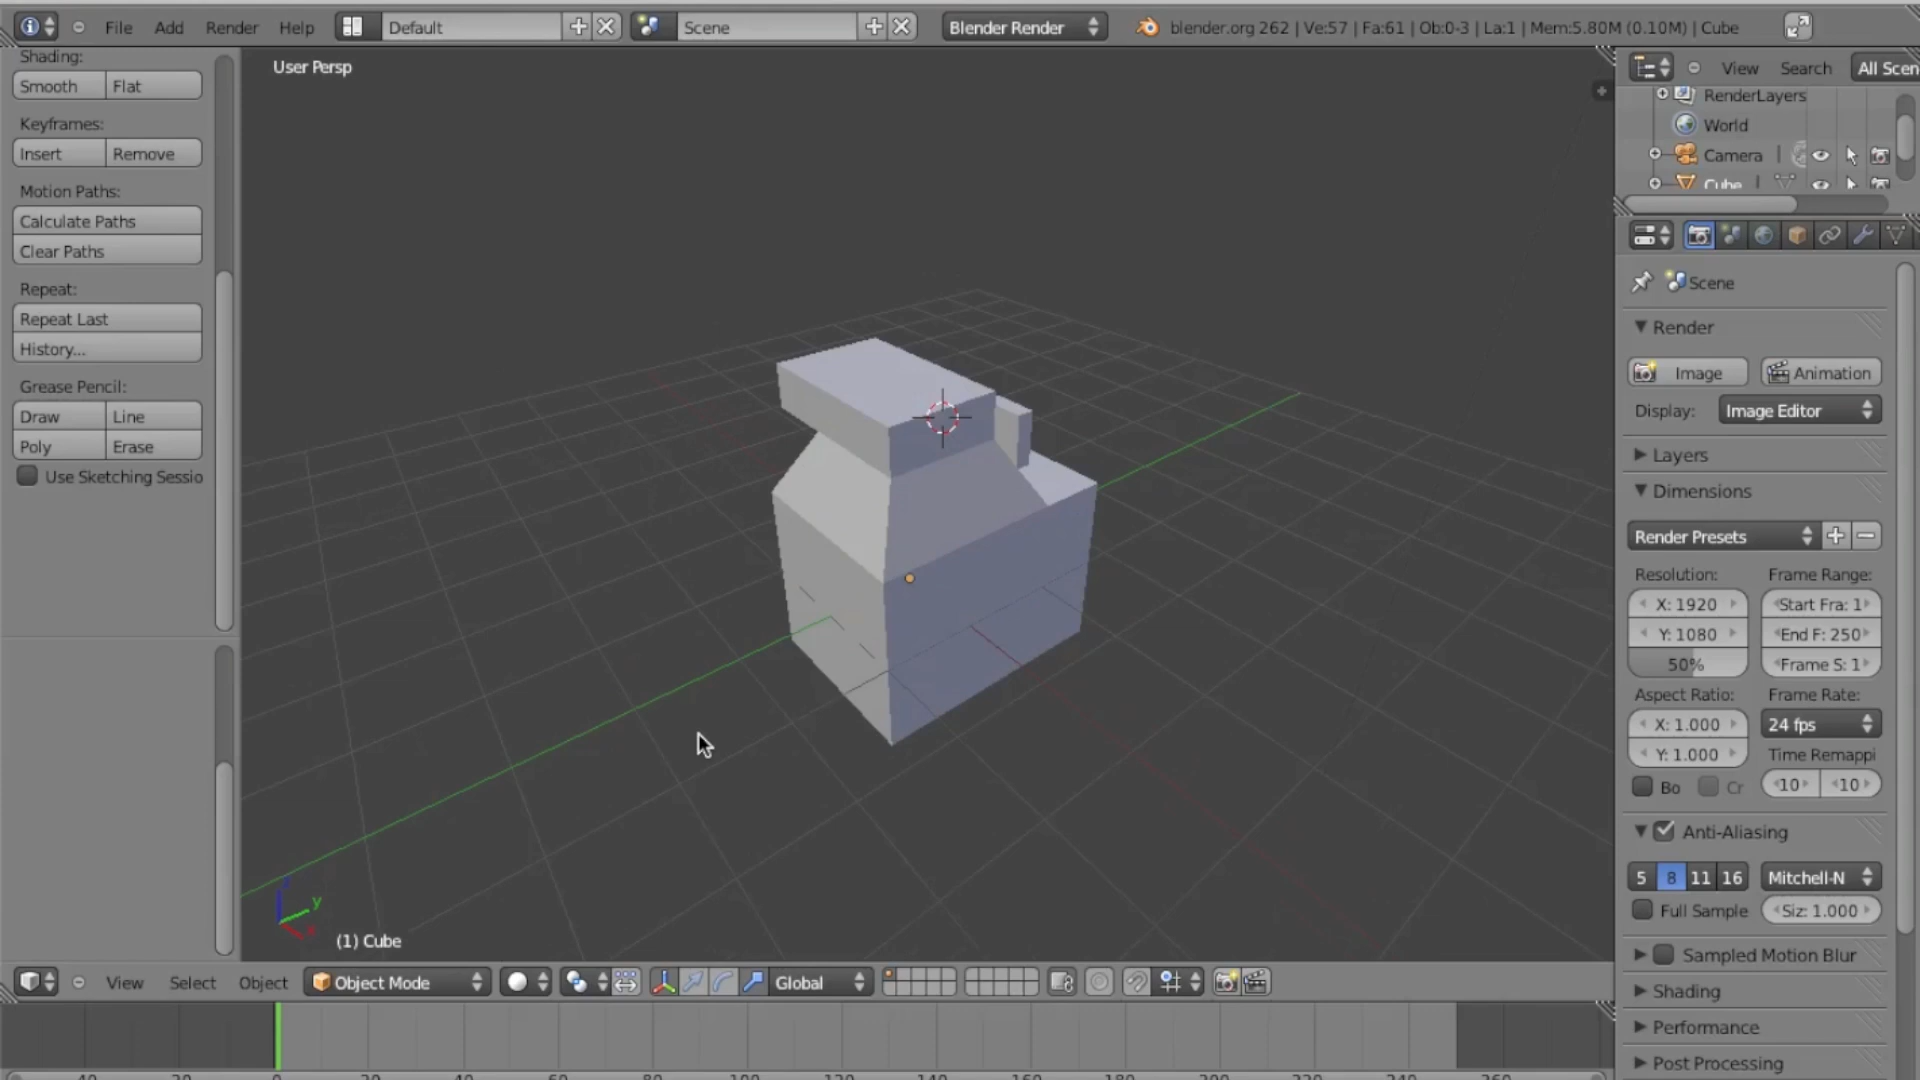 File Add Render Help Default Scene Blender Render blender.org 262 | Ve:57 | Fa:61 | Ob:0-3 | La:1 | Mem:5.80M (0.10M) | Cube
Shading:
Smooth Flat
Keyframes:
Insert Remove
Motion Paths:
Calculate Paths
Clear Paths
Repeat:
Repeat Last
History...
Grease Pencil:
Draw Line
Poly Erase
Use Sketching Sessio
User Persp
y
x
(1) Cube
View Select Object Object Mode Global
View Search All Scen
RenderLayers
World
Camera
Cube
Scene
Render
Image Animation
Display: Image Editor
Layers
Dimensions
Render Presets
Resolution: Frame Range:
X: 1920 Start Fra: 1
Y: 1080 End F: 250
50% Frame S: 1
Aspect Ratio: Frame Rate:
X: 1.000 24 fps
Y: 1.000 Time Remappi
Bo Cr 10 10
Anti-Aliasing
5 8 11 16 Mitchell-N
Full Sample Siz: 1.000
Sampled Motion Blur
Shading
Performance
Post Processing